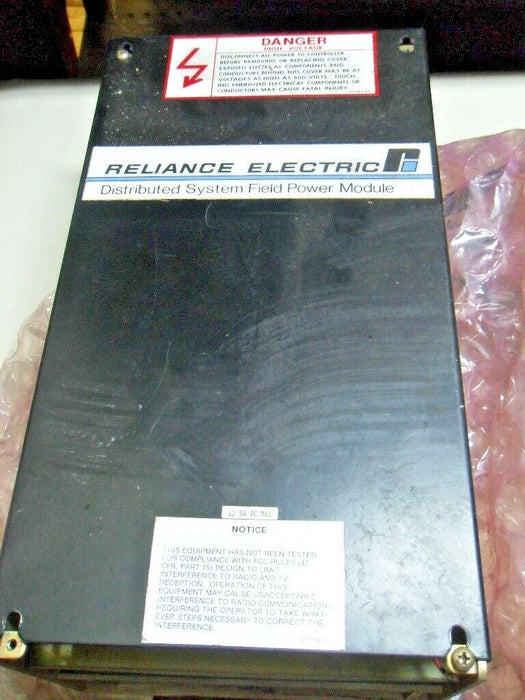 DANGER
HIGH VOLTAGE
DISCONNECT ALL POWER TO CONTROLLER
BEFORE REMOVING OR REPLACING COVER.
EXPOSED ELECTRICAL COMPONENTS AND
CONDUCTORS BEHIND THIS COVER MAY BE AT
VOLTAGES AS HIGH AS 600 VOLTS. TOUCH-
ING ENERGIZED ELECTRICAL COMPONENTS OR
CONDUCTORS MAY CAUSE FATAL INJURY.
RELIANCE ELECTRIC
Distributed System Field Power Module
12.5A DC MAX
NOTICE
THIS EQUIPMENT HAS NOT BEEN TESTED
FOR COMPLIANCE WITH FCC RULES (47
CFR, PART 15) DESIGN TO LIMIT
INTERFERENCE TO RADIO AND TV
RECEPTION. OPERATION OF THIS
EQUIPMENT MAY CAUSE UNACCEPTABLE
INTERFERENCE TO RADIO COMMUNICATIONS
REQUIRING THE OPERATOR TO TAKE WHAT-
EVER STEPS NECESSARY TO CORRECT THE
INTERFERENCE.